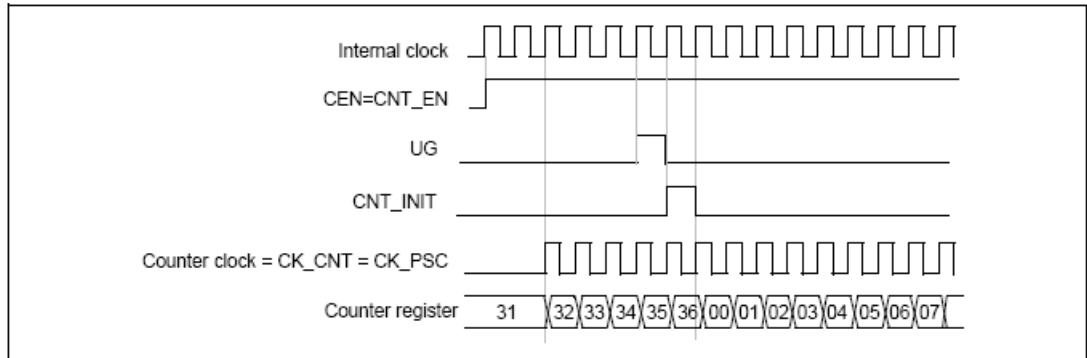 Internal clock
CEN=CNT_EN
UG
CNT_INIT
Counter clock = CK_CNT = CK_PSC
Counter register 31 32 33 34 35 36 00 01 02 03 04 05 06 07